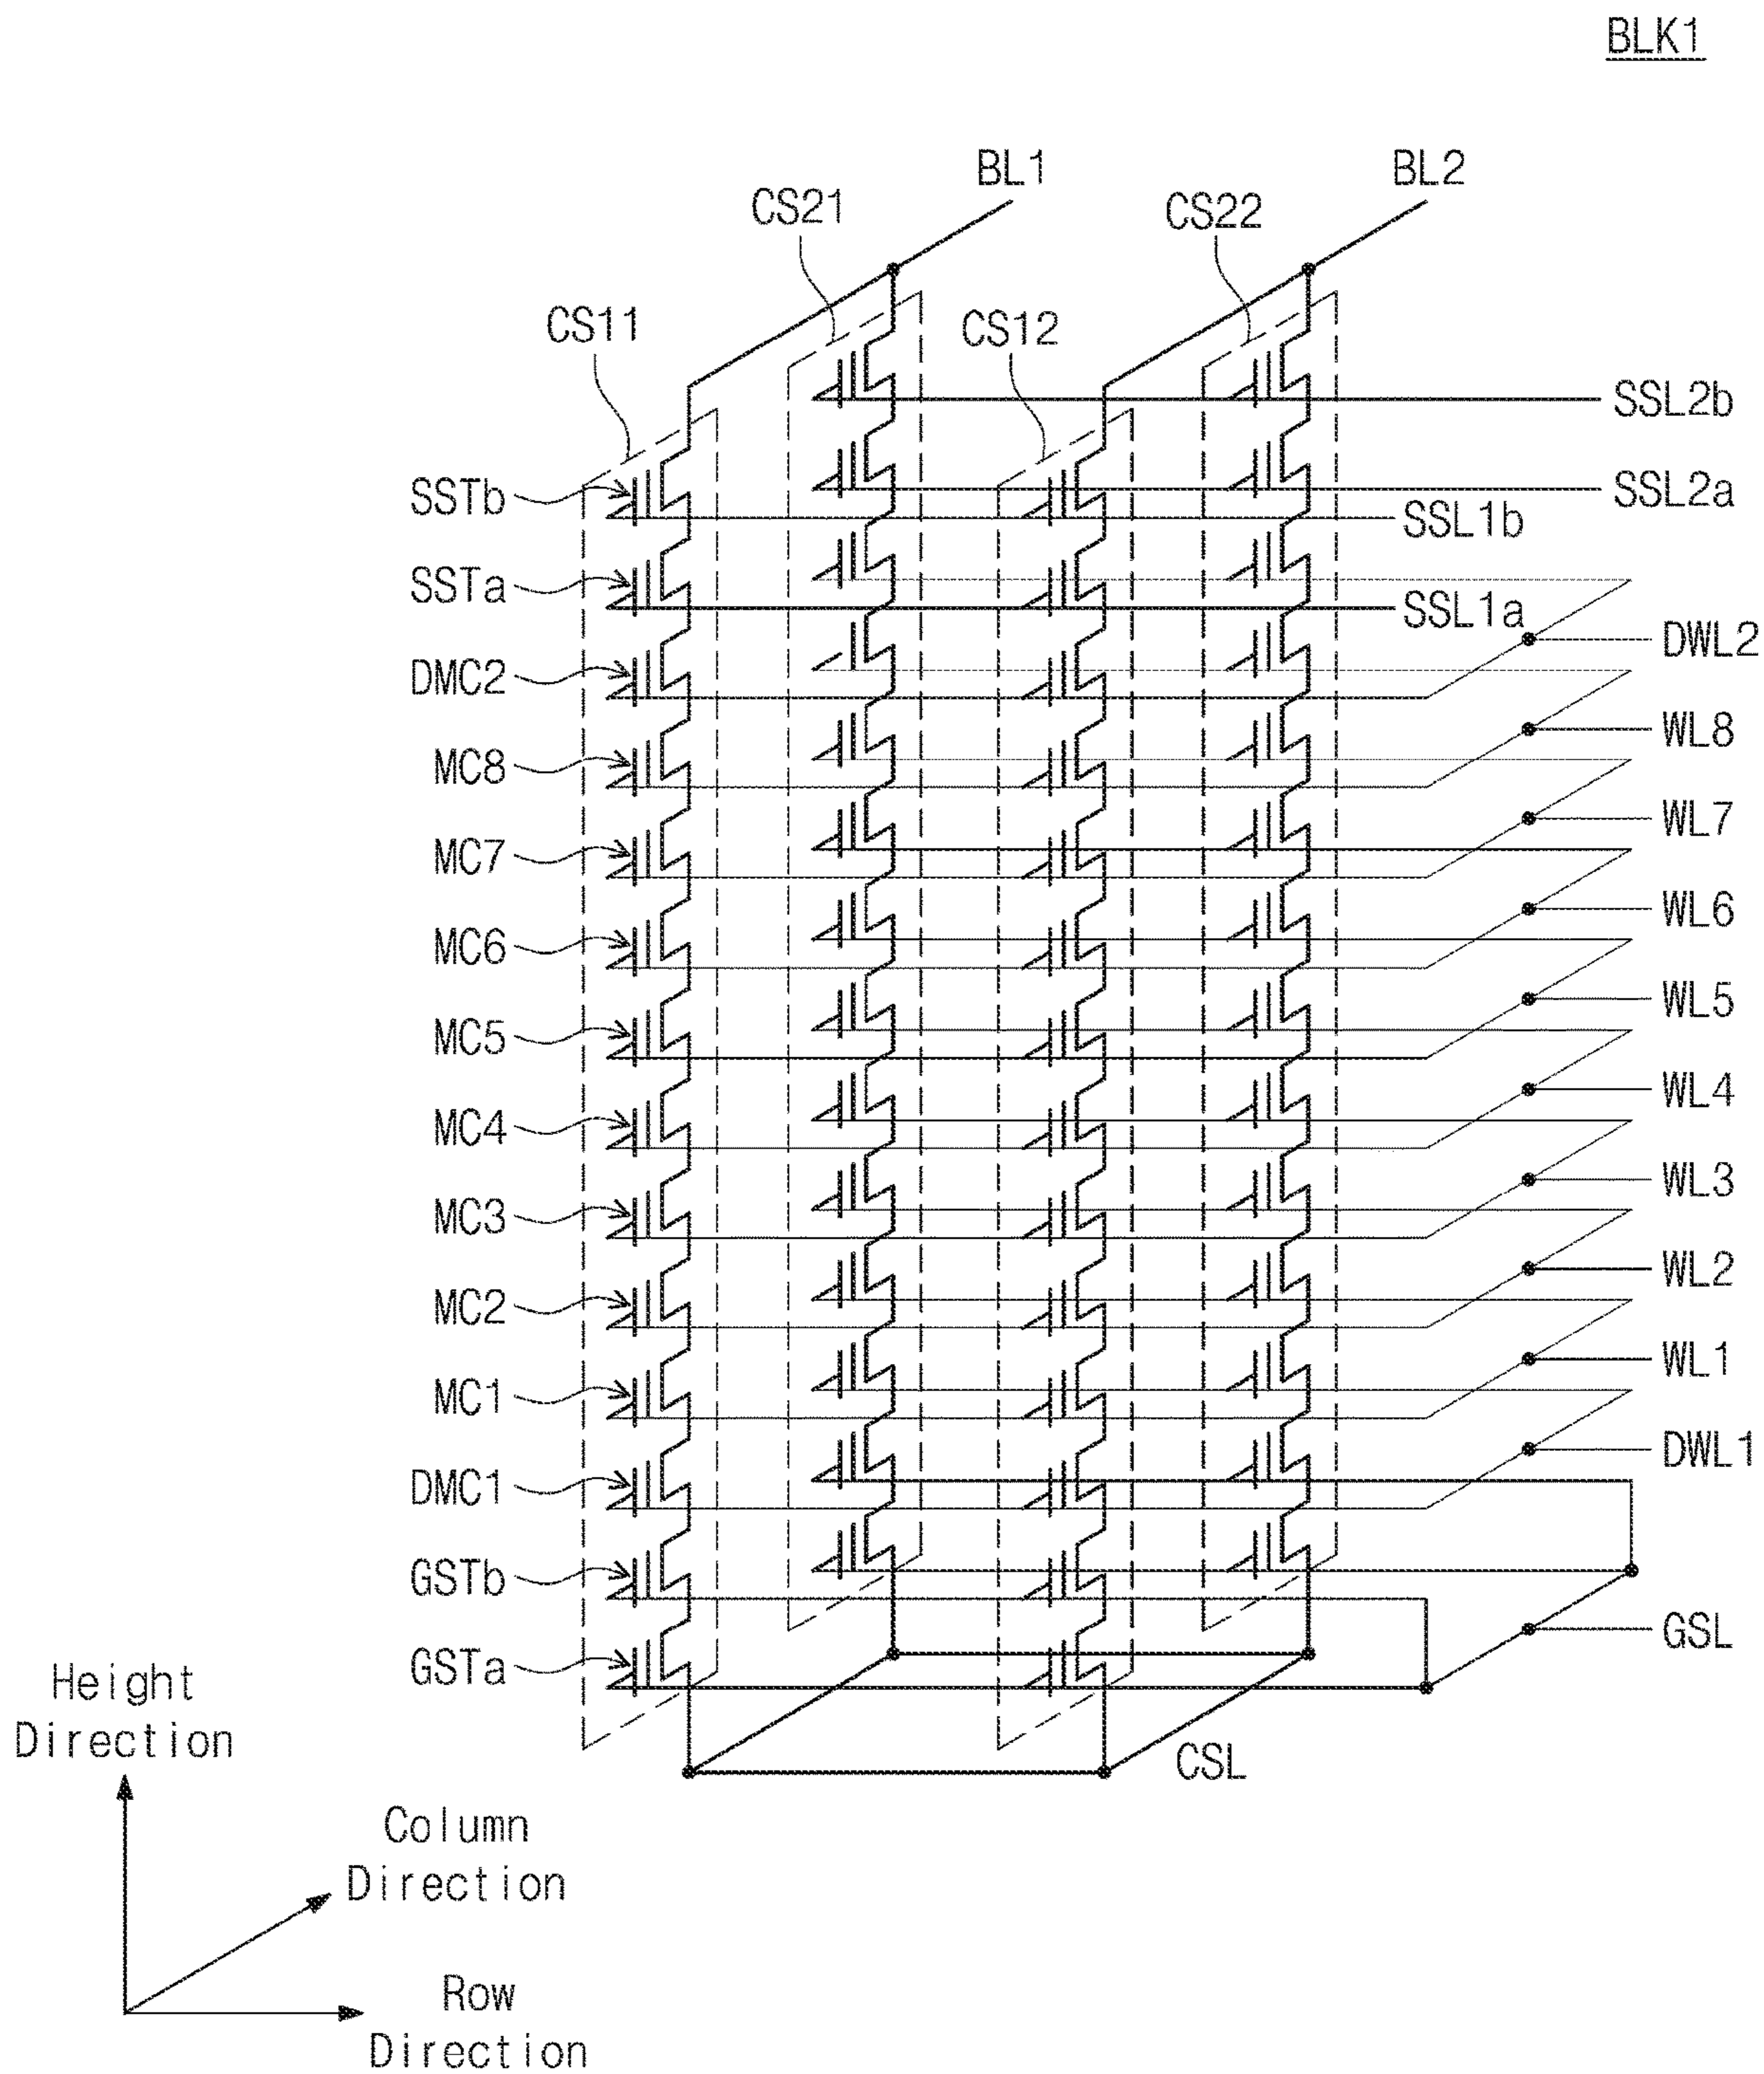 BLK1
BL1
BL2
CS21
CS22
CS11
CS12
SSL2b
SSL2a
SSTb
SSL1b
SSTa
SSL1a
DWL2
DMC2
WL8
MC8
WL7
MC7
WL6
MC6
WL5
MC5
WL4
MC4
WL3
MC3
WL2
MC2
WL1
MC1
DWL1
DMC1
GSTb
GSL
GSTa
CSL
Height
Direction
Column
Direction
Row
Direction